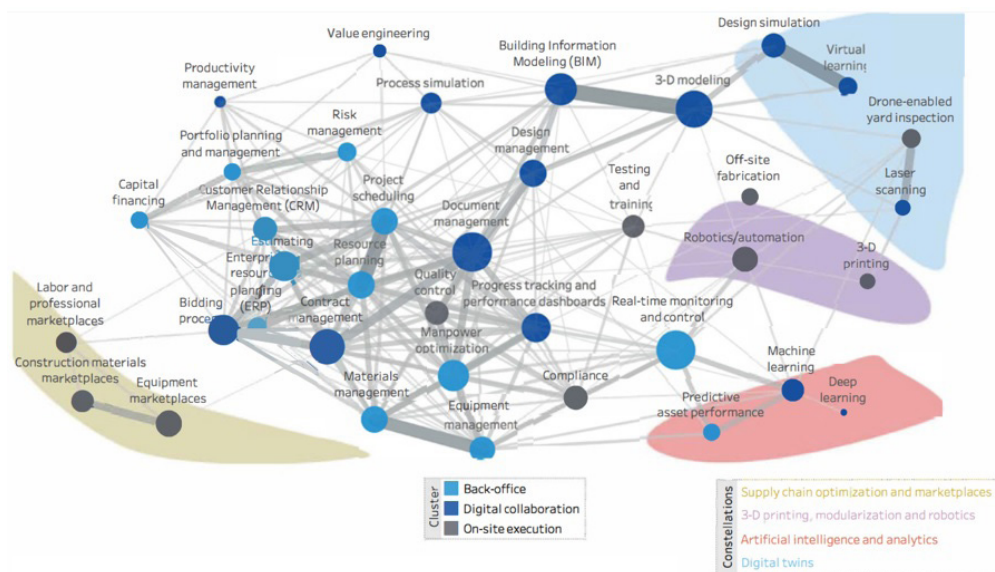 Value engineering
Building Information
Modeling (BIM)
Design simulation
Virtual
learning
Productivity
management
Process simulation
3-D modeling
Drone-enabled
yard inspection
Risk
management
Portfolio planning
and management
Design
management
Testing
and
training
Off-site
fabrication
Laser
scanning
Capital
financing
Customer Relationship
Management (CRM)
Project
scheduling
Document
management
Robotics/automation
3-D
printing
Estimating
Enterprise
resource
planning
(ERP)
Resource
planning
Quality
control
Progress tracking and
performance dashboards
Real-time monitoring
and control
Labor and
professional
marketplaces
Bidding
process
Contract
management
Manpower
optimization
Construction materials
marketplaces
Equipment
marketplaces
Materials
management
Equipment
management
Compliance
Machine
learning
Deep
learning
Predictive
asset performance
Cluster
Back-office
Digital collaboration
On-site execution
Constellations
Supply chain optimization and marketplaces
3-D printing, modularization and robotics
Artificial intelligence and analytics
Digital twins